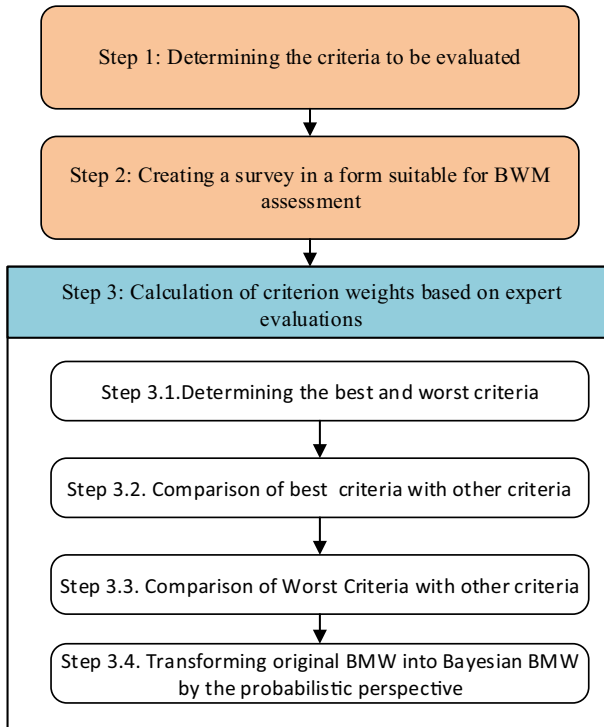 Step 1: Determining the criteria to be evaluated
Step 2: Creating a survey in a form suitable for BWM
assessment
Step 3: Calculation of criterion weights based on expert
evaluations
Step 3.1.Determining the best and worst criteria
Step 3.2. Comparison of best criteria with other criteria
Step 3.3. Comparison of Worst Criteria with other criteria
Step 3.4. Transforming original BMW into Bayesian BMW
by the probabilistic perspective